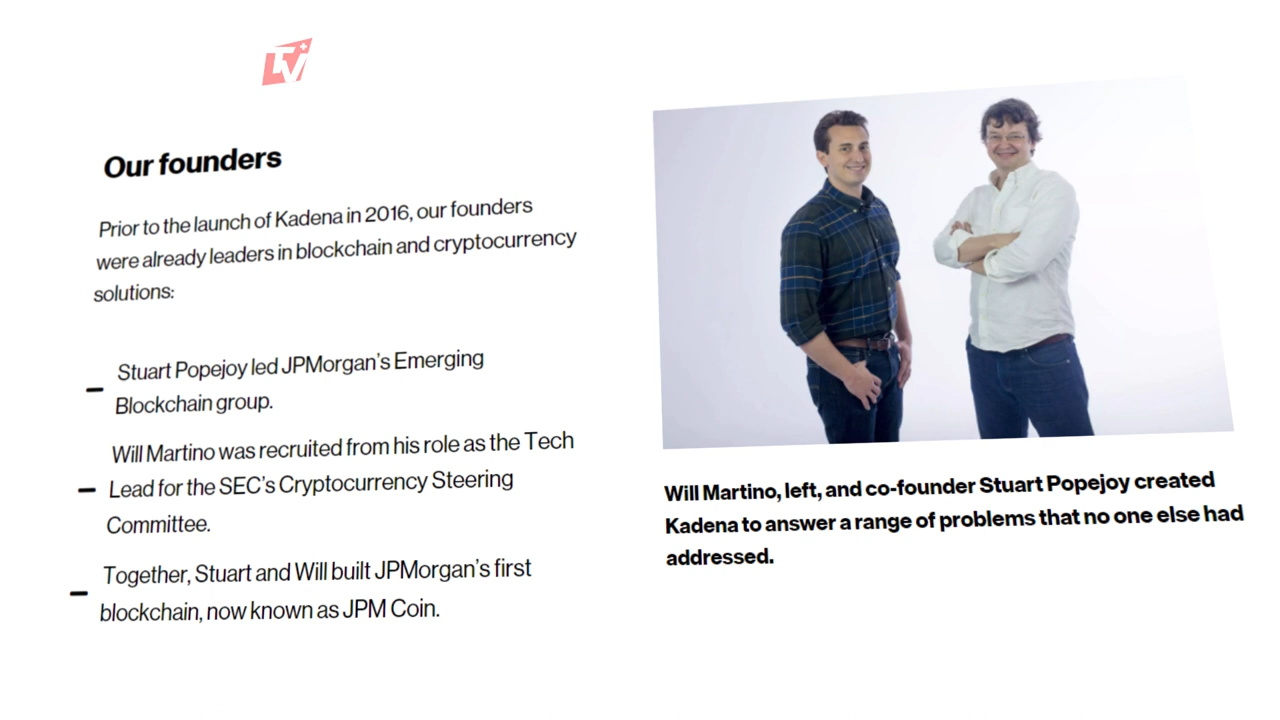 TV+
Our founders
Prior to the launch of Kadena in 2016, our founders
were already leaders in blockchain and cryptocurrency
solutions:
Stuart Popejoy led JPMorgan's Emerging
Blockchain group.
Will Martino was recruited from his role as the Tech
Lead for the SEC's Cryptocurrency Steering
Committee.
Together, Stuart and Will built JPMorgan's first
blockchain, now known as JPM Coin.
Will Martino, left, and co-founder Stuart Popejoy created
Kadena to answer a range of problems that no one else had
addressed.